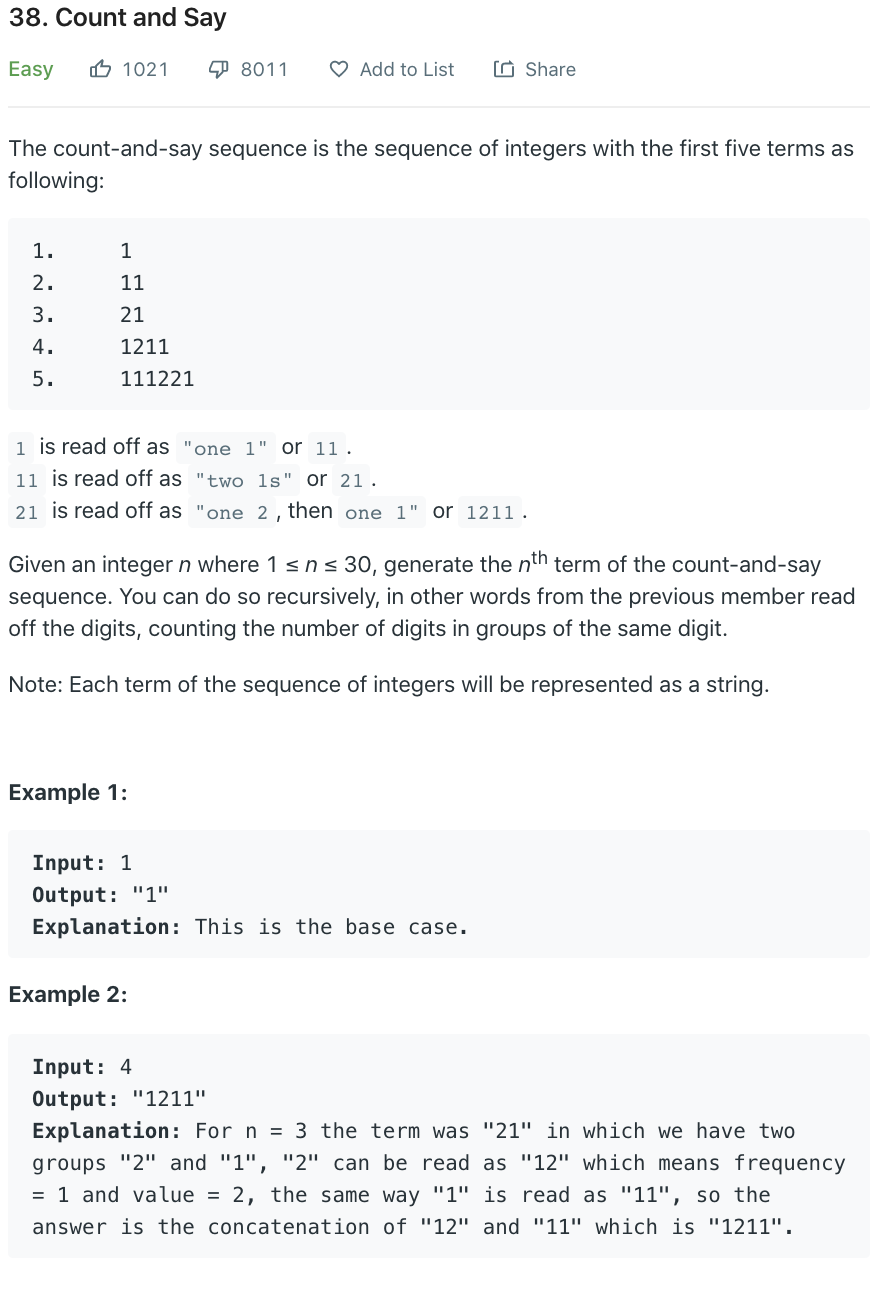 38. Count and Say
Easy 1021 8011 Add to List Share
The count-and-say sequence is the sequence of integers with the first five terms as
following:
1. 1
2. 11
3. 21
4. 1211
5. 111221
1 is read off as "one 1" or 11.
11 is read off as "two 1s" or 21.
21 is read off as "one 2, then one 1" or 1211.
Given an integer n where 1 ≤ n ≤ 30, generate the nth term of the count-and-say
sequence. You can do so recursively, in other words from the previous member read
off the digits, counting the number of digits in groups of the same digit.
Note: Each term of the sequence of integers will be represented as a string.
Example 1:
Input: 1
Output: "1"
Explanation: This is the base case.
Example 2:
Input: 4
Output: "1211"
Explanation: For n = 3 the term was "21" in which we have two
groups "2" and "1", "2" can be read as "12" which means frequency
= 1 and value = 2, the same way "1" is read as "11", so the
answer is the concatenation of "12" and "11" which is "1211".